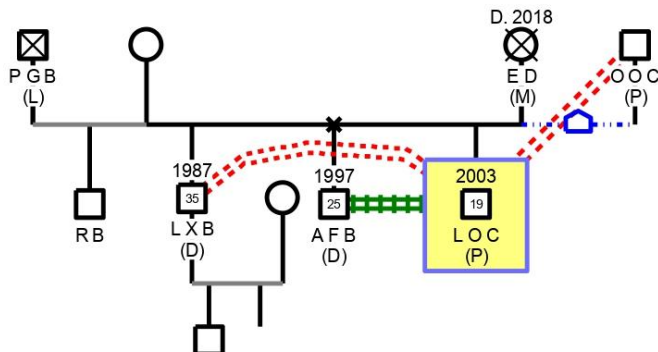 D. 2018
P G B
(L)
E D
(M)
O O C
(P)
1987
35
L X B
(D)
1997
25
A F B
(D)
2003
19
L O C
(P)
R B